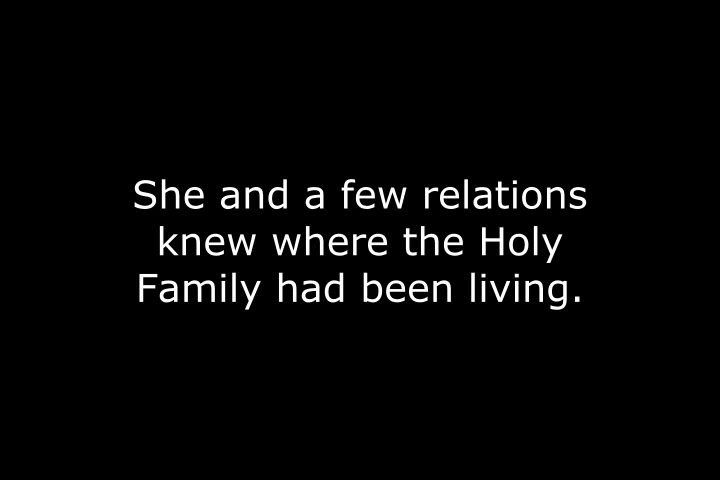 She and a few relations
knew where the Holy
Family had been living.